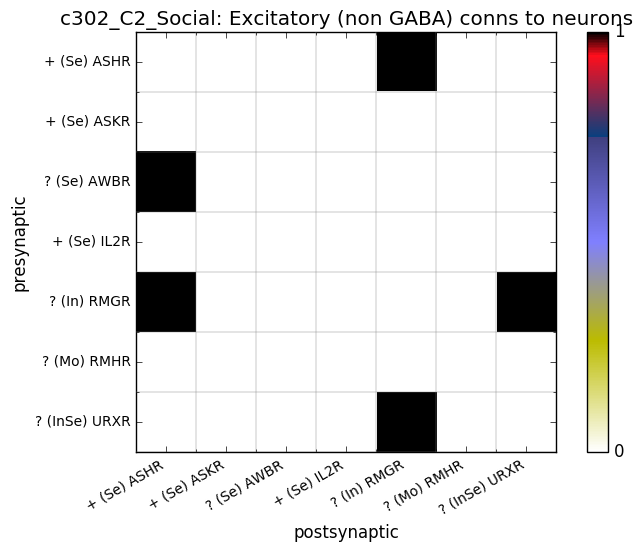 c302_C2_Social: Excitatory (non GABA) conns to neurons
1
+ (Se) ASHR
+ (Se) ASKR
? (Se) AWBR
+ (Se) IL2R
? (In) RMGR
? (Mo) RMHR
? (InSe) URXR
presynaptic
0
+ (Se) ASHR
+ (Se) ASKR
? (Se) AWBR
+ (Se) IL2R
? (In) RMGR
? (Mo) RMHR
? (InSe) URXR
postsynaptic